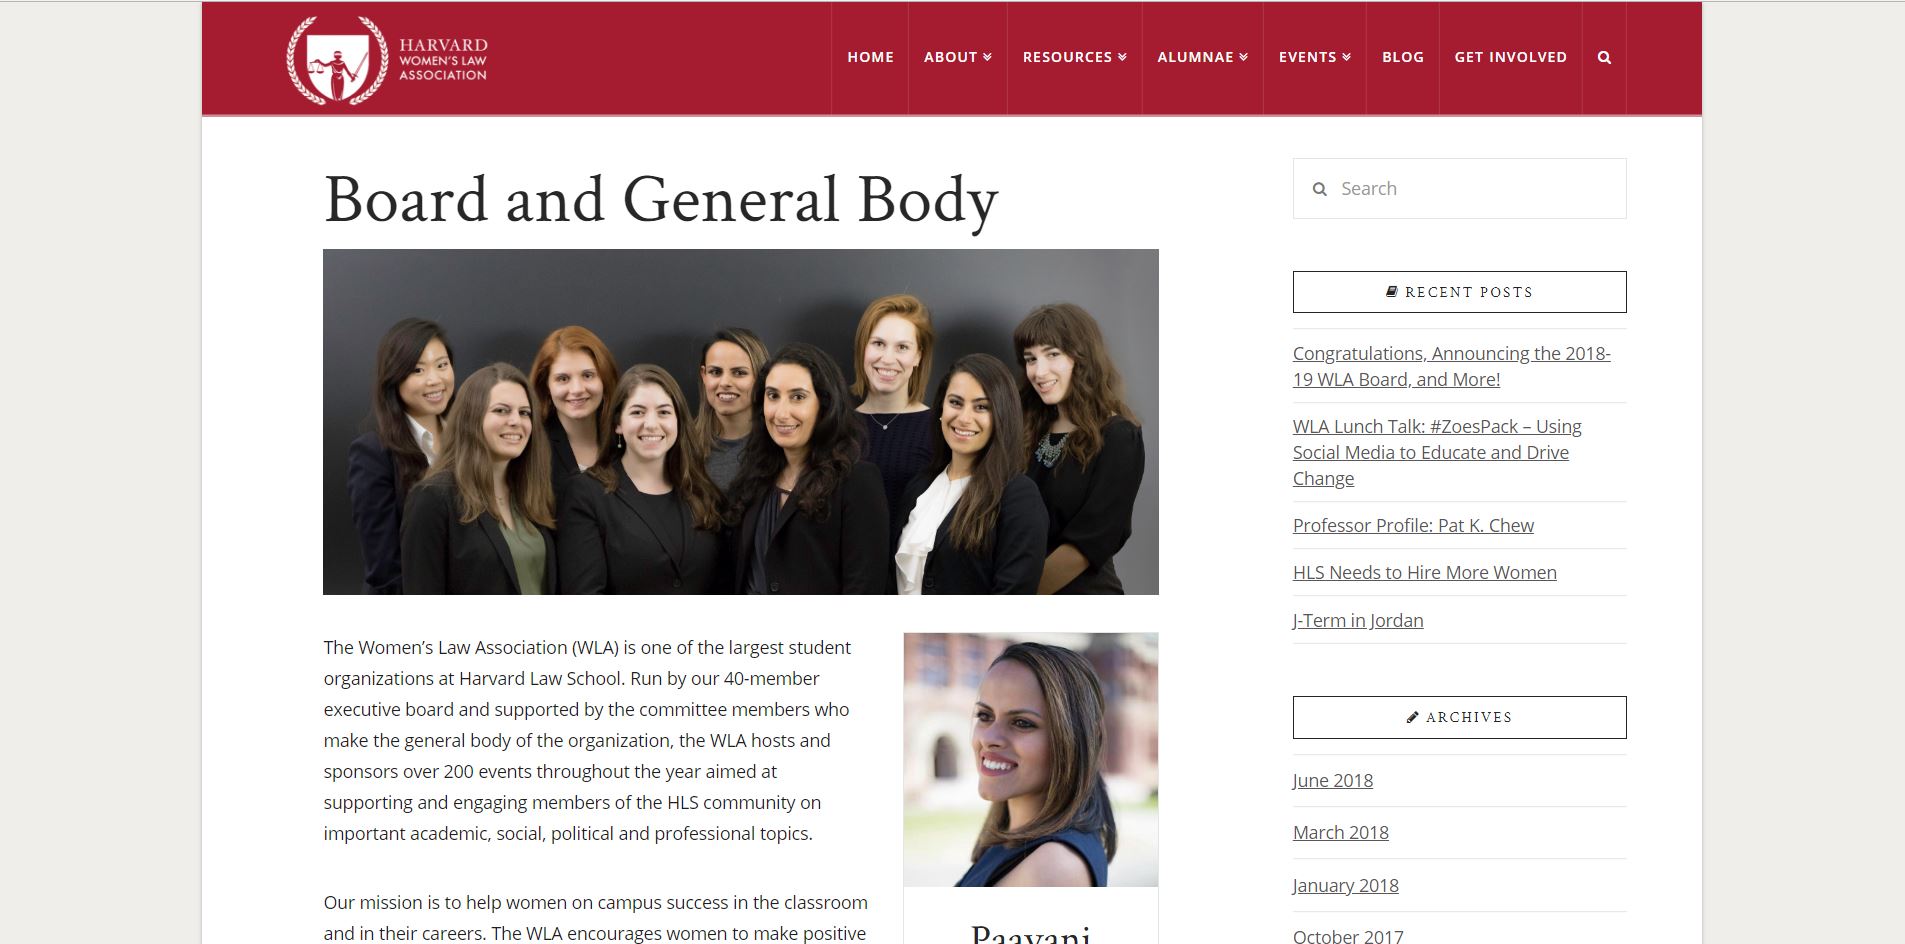 HARVARD
WOMEN'S LAW
ASSOCIATION
HOME
ABOUT
RESOURCES
ALUMNAE
EVENTS
BLOG
GET INVOLVED
Board and General Body
The Women's Law Association (WLA) is one of the largest student
organizations at Harvard Law School. Run by our 40-member
executive board and supported by the committee members who
make the general body of the organization, the WLA hosts and
sponsors over 200 events throughout the year aimed at
supporting and engaging members of the HLS community on
important academic, social, political and professional topics.
Our mission is to help women on campus success in the classroom
and in their careers. The WLA encourages women to make positive
Paavani
Search
RECENT POSTS
Congratulations, Announcing the 2018-
19 WLA Board, and More!
WLA Lunch Talk: #ZoesPack – Using
Social Media to Educate and Drive
Change
Professor Profile: Pat K. Chew
HLS Needs to Hire More Women
J-Term in Jordan
ARCHIVES
June 2018
March 2018
January 2018
October 2017